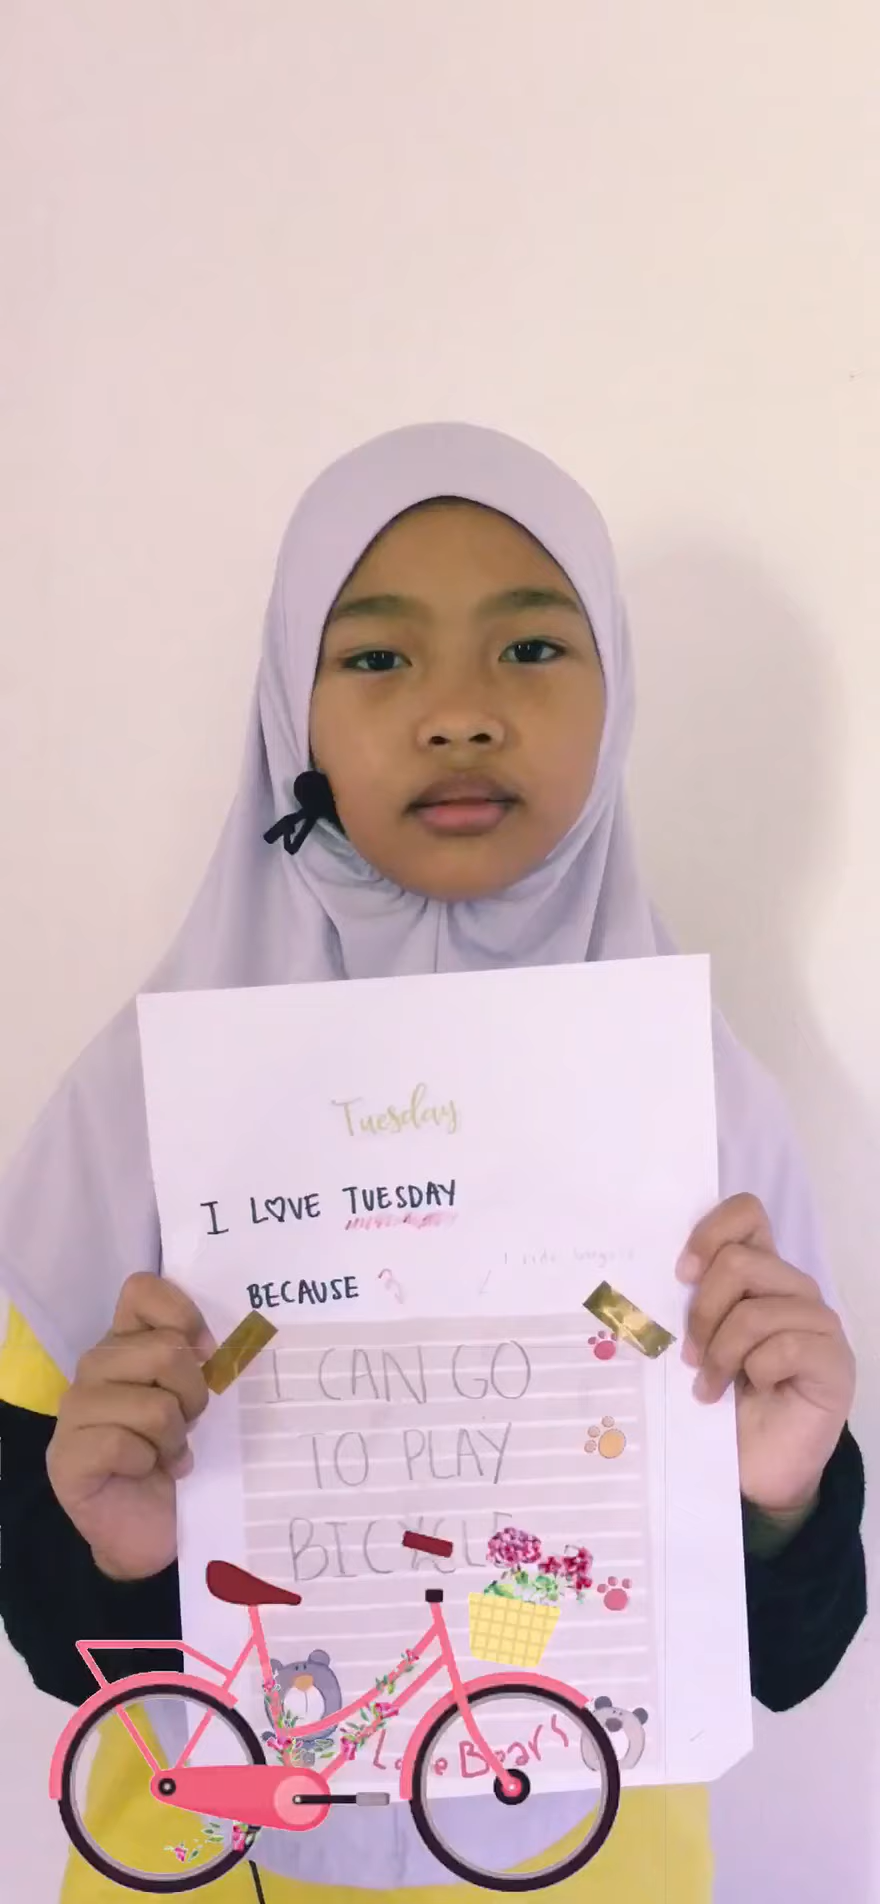 Tuesday
I LOVE TUESDAY
BECAUSE
I CAN GO
TO PLAY
BICYCLE
Love Bears